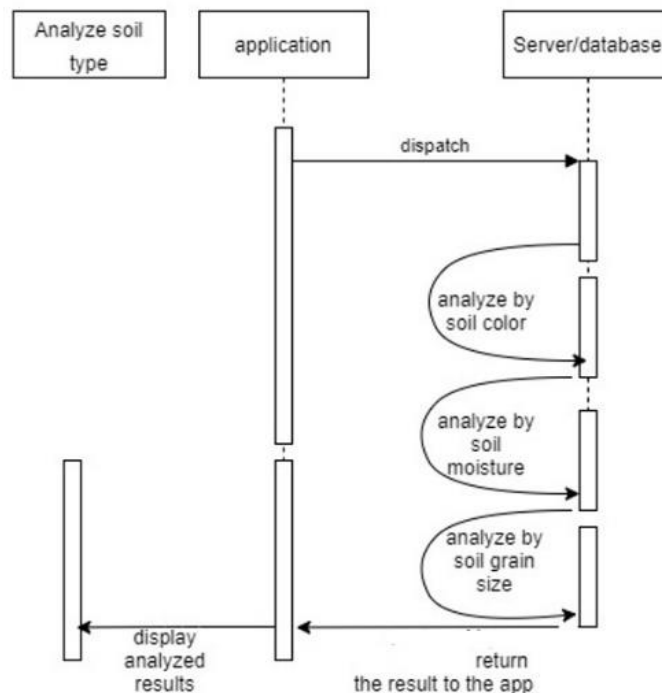 Analyze soil
type
application
Server/database
dispatch
analyze by
soil color
analyze by
soil
moisture
analyze by
soil grain
size
display
analyzed
results
return
the result to the app